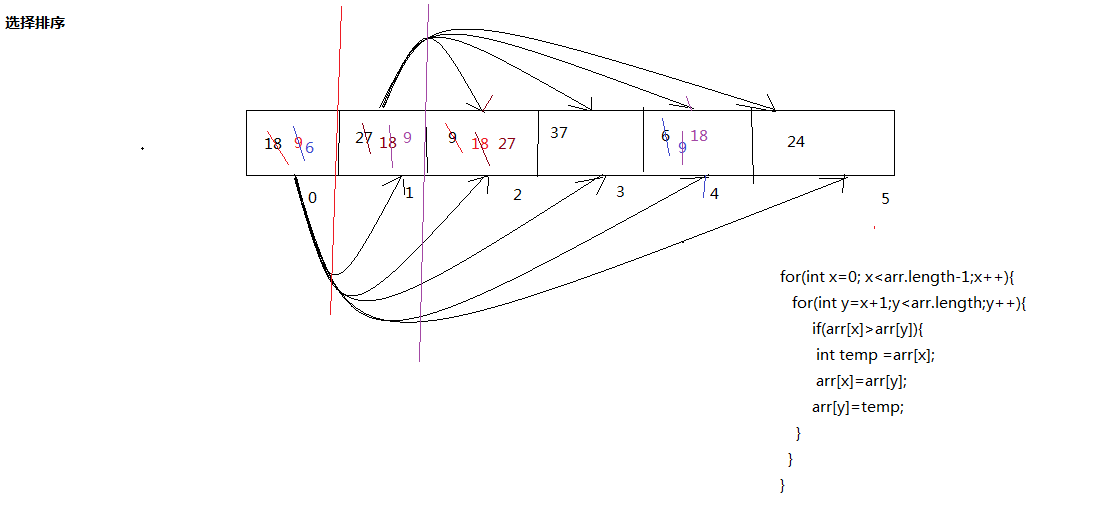 选择排序
18 9 6 27 18 9 9 18 27 37 6 9 18 24
0 1 2 3 4 5
for(int x=0; x<arr.length-1;x++){
for(int y=x+1;y<arr.length;y++){
if(arr[x]>arr[y]){
int temp =arr[x];
arr[x]=arr[y];
arr[y]=temp;
}
}
}